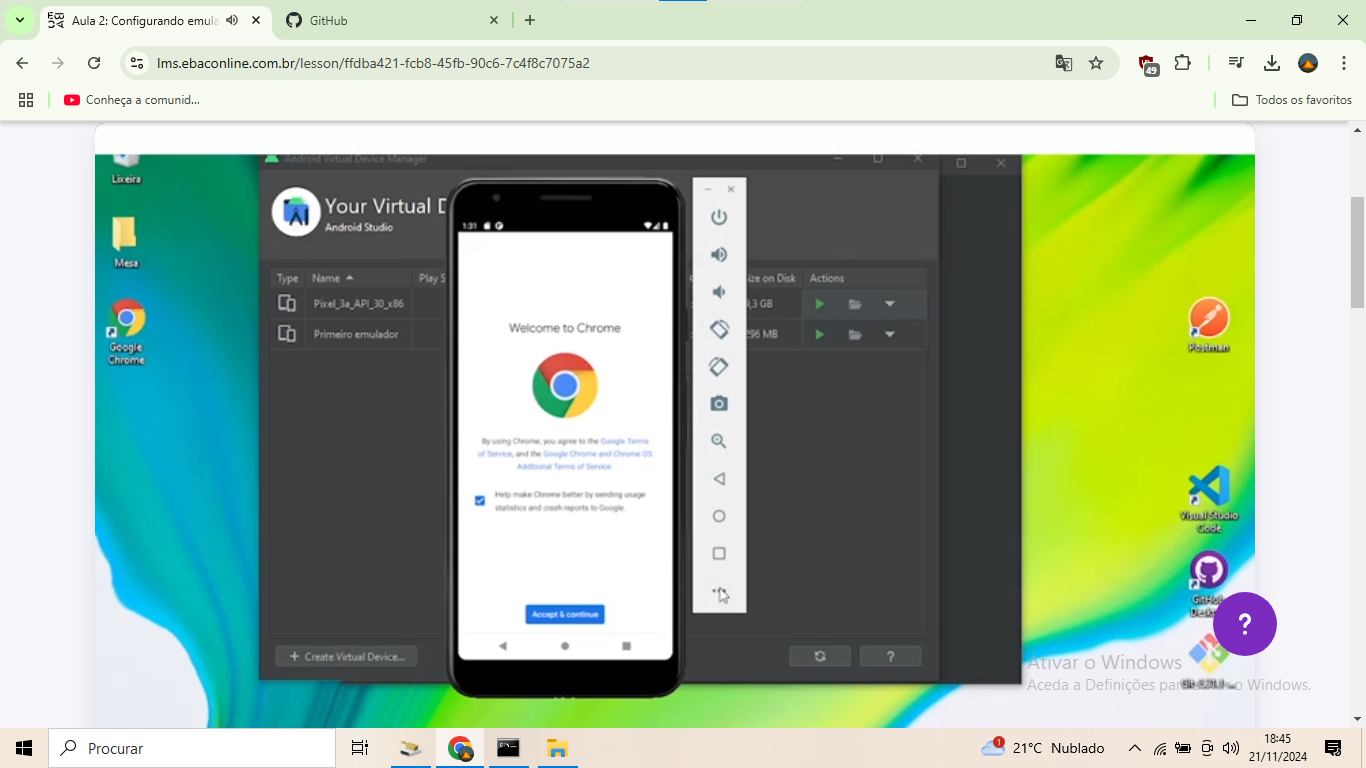 Aula 2: Configurando emula
GitHub
lms.ebaconline.com.br/lesson/ffdba421-fcb8-45fb-90c6-7c4f8c7075a2
49
Conheça a comunid...
Todos os favoritos
Android Virtual Device Manager
Lixeira
Your Virtual D
Android Studio
Mesa
1:31
Type Name Play S ize on Disk Actions
Pixel_3a_API_30_x86 9,3 GB
Primeiro emulador 296 MB
Google
Chrome
Postman
Welcome to Chrome
By using Chrome, you agree to the Google Terms
of Service, and the Google Chrome and Chrome OS
Additional Terms of Service.
Help make Chrome better by sending usage
statistics and crash reports to Google.
Visual Studio
Code
GitHub
Desktop
?
Accept & continue
+ Create Virtual Device...
?
Ativar o Windows
Aceda a Definições para ativar o Windows.
Procurar
1
21°C Nublado
18:45
21/11/2024